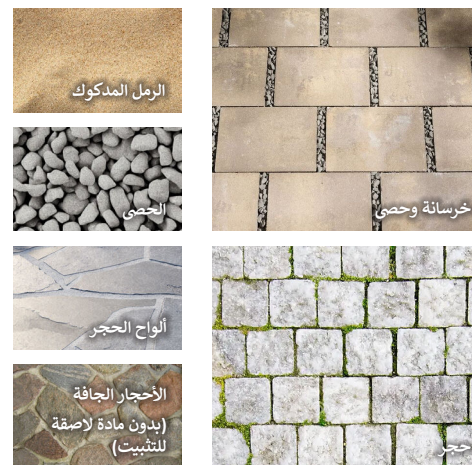 الرمل المدكوك
خرسانة وحصى
الحصى
ألواح الحجر
حجر
الأحجار الجافة
(بدون مادة لاصقة
للتثبيت)